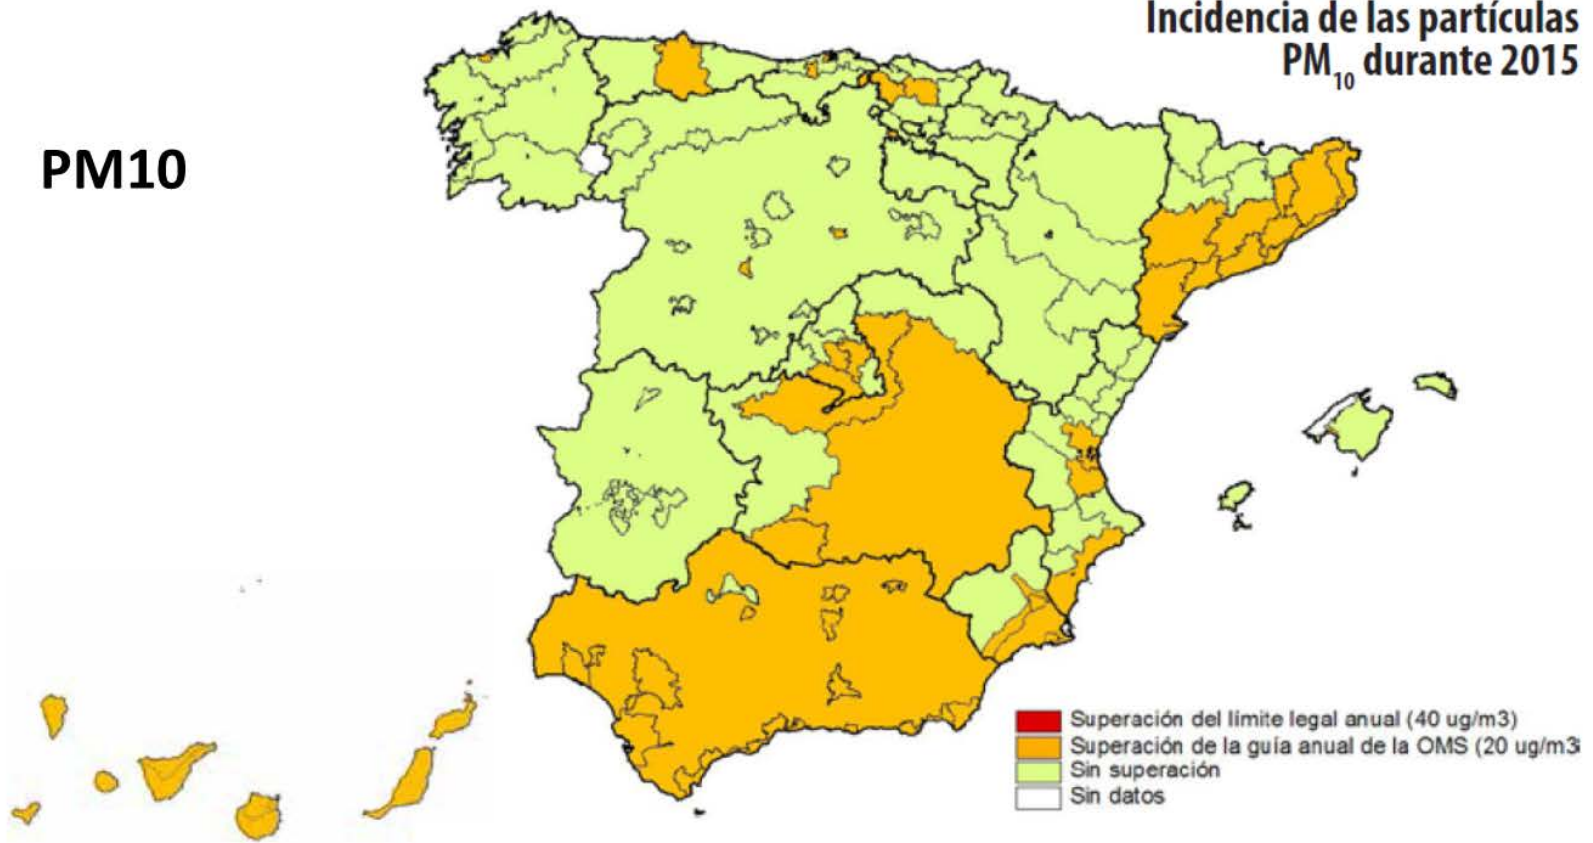 Incidencia de las partículas
PM10 durante 2015
PM10
Superación del límite legal anual (40 ug/m3)
Superación de la guía anual de la OMS (20 ug/m3
Sin superación
Sin datos